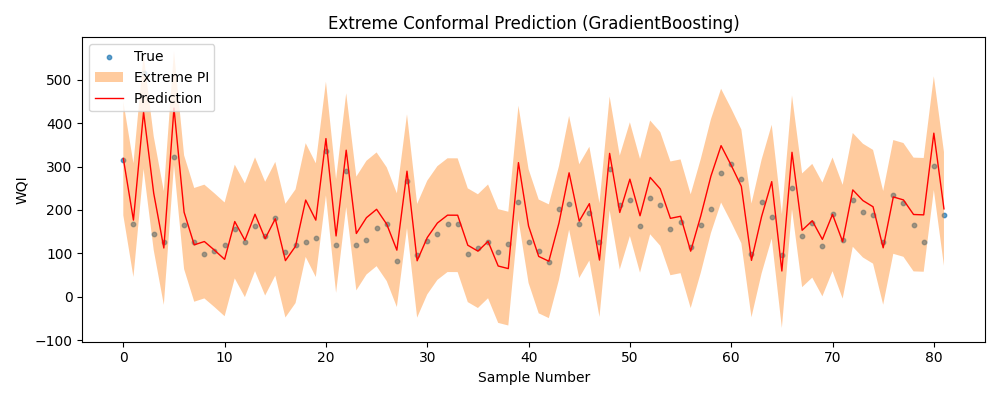 Extreme Conformal Prediction (GradientBoosting)
True
Extreme PI
Prediction
WQI
500
400
300
200
100
0
−100
0 10 20 30 40 50 60 70 80
Sample Number